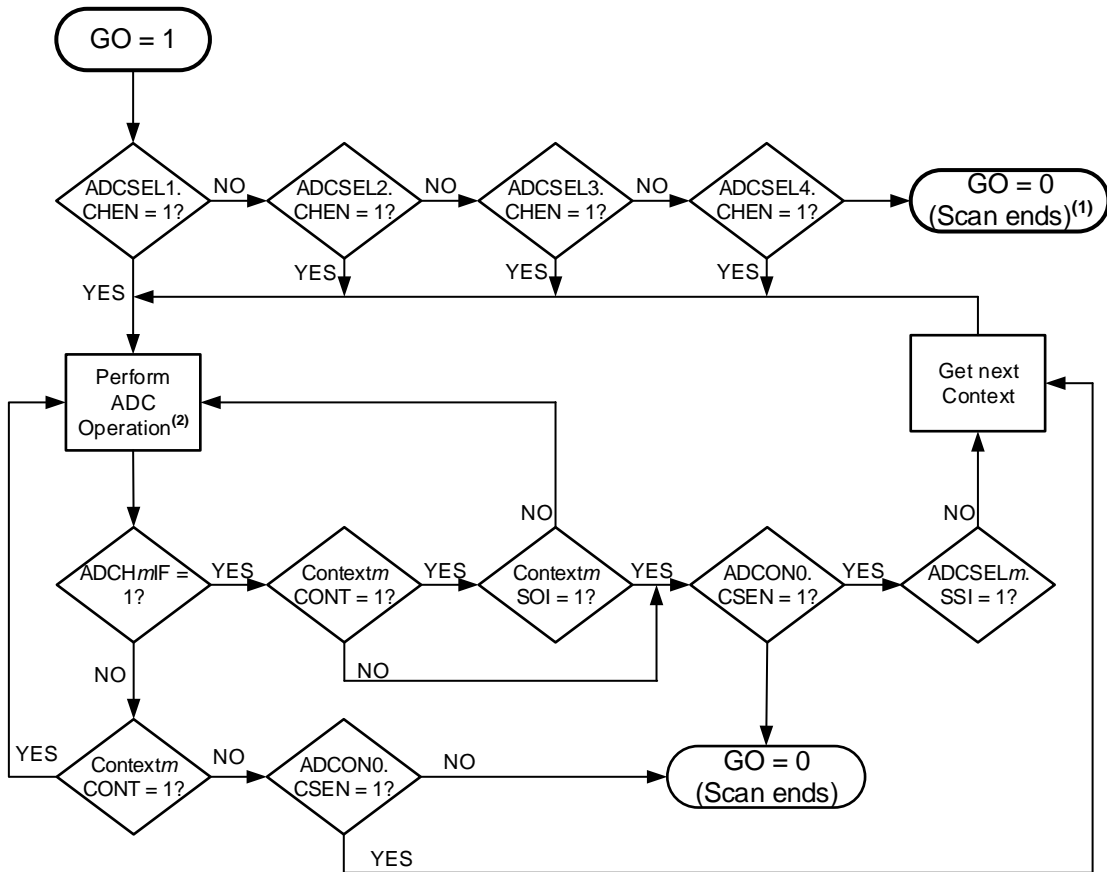 GO = 1
ADCSEL1.
CHEN = 1?
NO
ADCSEL2.
CHEN = 1?
NO
ADCSEL3.
CHEN = 1?
NO
ADCSEL4.
CHEN = 1?
GO = 0
(Scan ends)(1)
YES
YES
YES
YES
Perform
ADC
Operation(2)
Get next
Context
NO
NO
ADCHmIF =
1?
YES
Contextm
CONT = 1?
YES
Contextm
SOI = 1?
YES
ADCON0.
CSEN = 1?
YES
ADCSELm.
SSI = 1?
NO
NO
YES
Contextm
CONT = 1?
NO
ADCON0.
CSEN = 1?
NO
GO = 0
(Scan ends)
YES